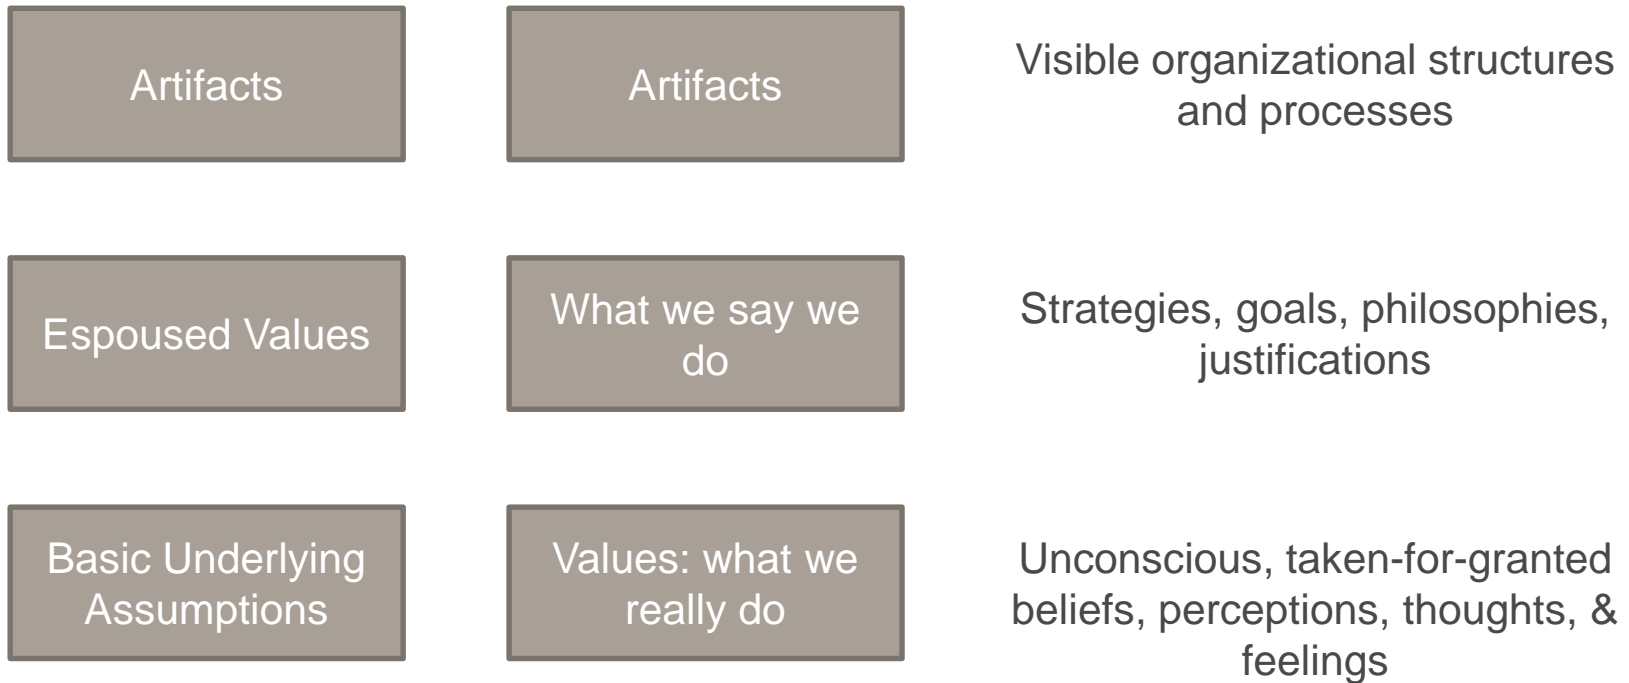 Artifacts
Artifacts
Visible organizational structures
and processes
Espoused Values
What we say we
do
Strategies, goals, philosophies,
justifications
Basic Underlying
Assumptions
Values: what we
really do
Unconscious, taken-for-granted
beliefs, perceptions, thoughts, &
feelings